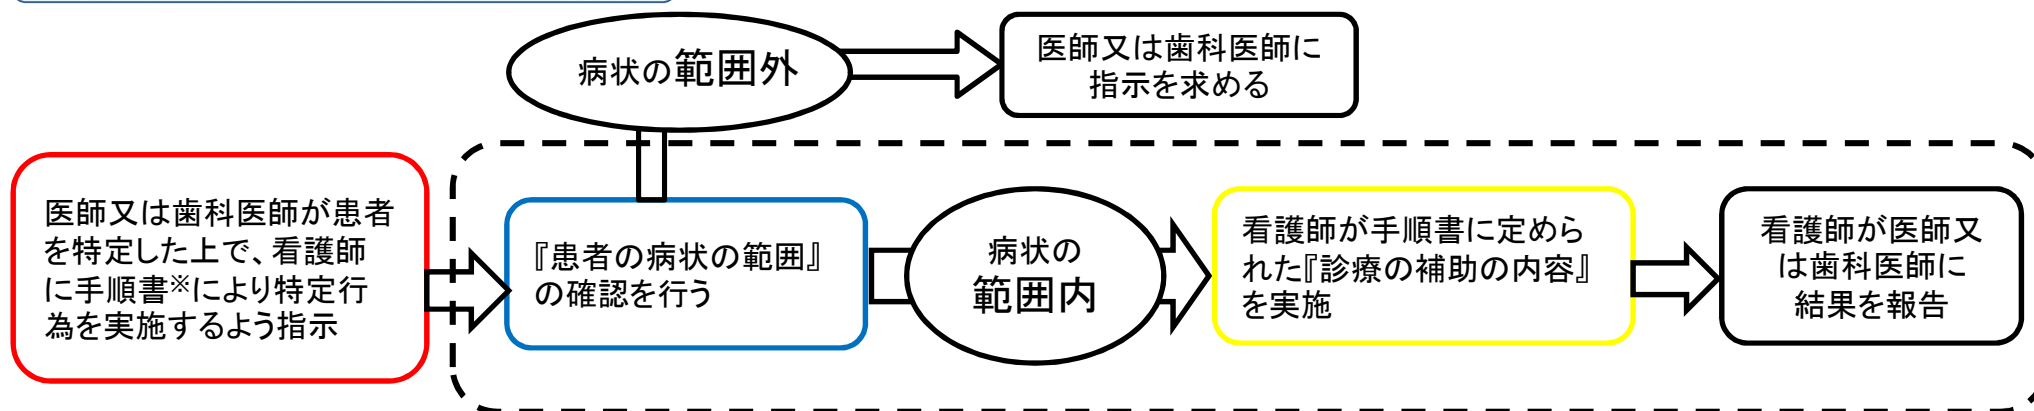 病状の範囲外
医師又は歯科医師に
指示を求める
医師又は歯科医師が患者
を特定した上で、看護師
に手順書※により特定行
為を実施するよう指示
『患者の病状の範囲』
の確認を行う
病状の
範囲内
看護師が手順書に定めら
れた『診療の補助の内容』
を実施
看護師が医師又
は歯科医師に
結果を報告